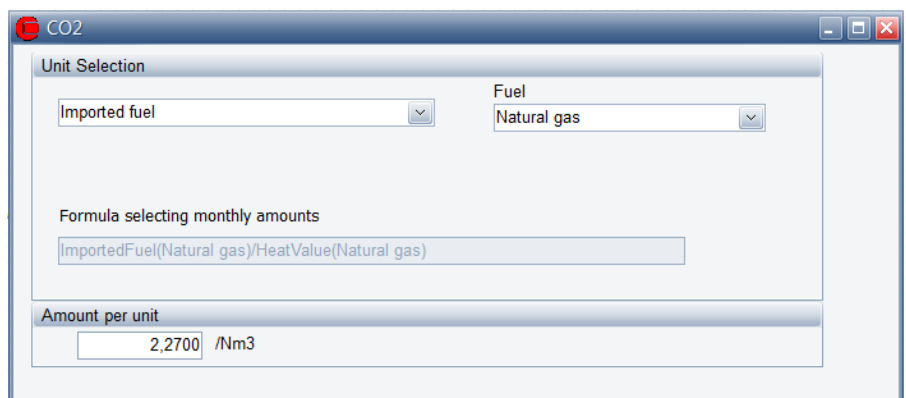 CO2
Unit Selection
Fuel
Imported fuel
Natural gas
Formula selecting monthly amounts
ImportedFuel(Natural gas)/HeatValue(Natural gas)
Amount per unit
2,2700 /Nm3